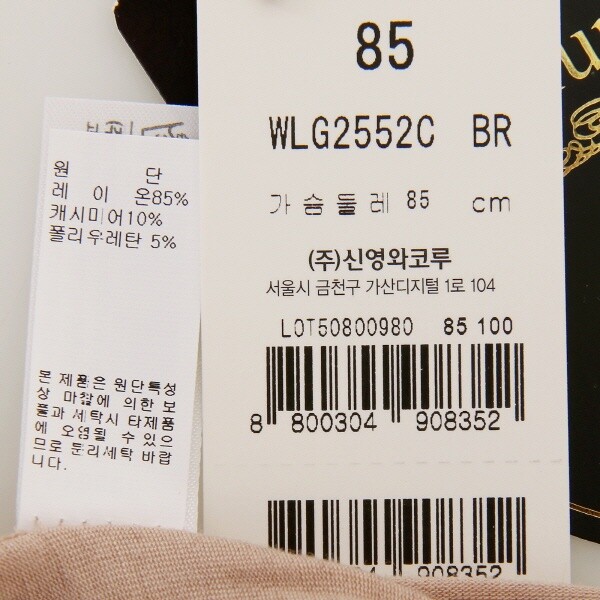 85
WLG2552C BR
가슴둘레 85 cm
(주)신영와코루
서울시 금천구 가산디지털 1로 104
LOT50800980 85 100
8 800304 908352
908352
원 단
레 이 온85%
캐시미어10%
폴리우레탄 5%
본 제품은 원단특성
상 마찰에 의한 보
풀과 세탁시 타제품
에 오염될 수 있으
므로 분리세탁 바랍
니다.